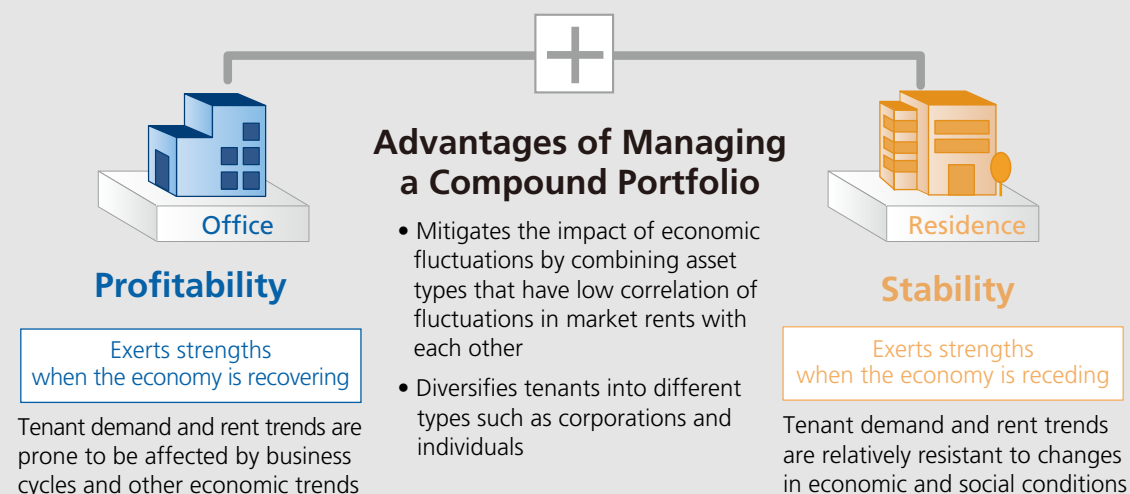 Office
Profitability
Exerts strengths
when the economy is recovering
Tenant demand and rent trends are
prone to be affected by business
cycles and other economic trends
Advantages of Managing
a Compound Portfolio
• Mitigates the impact of economic
fluctuations by combining asset
types that have low correlation of
fluctuations in market rents with
each other
• Diversifies tenants into different
types such as corporations and
individuals
Residence
Stability
Exerts strengths
when the economy is receding
Tenant demand and rent trends
are relatively resistant to changes
in economic and social conditions